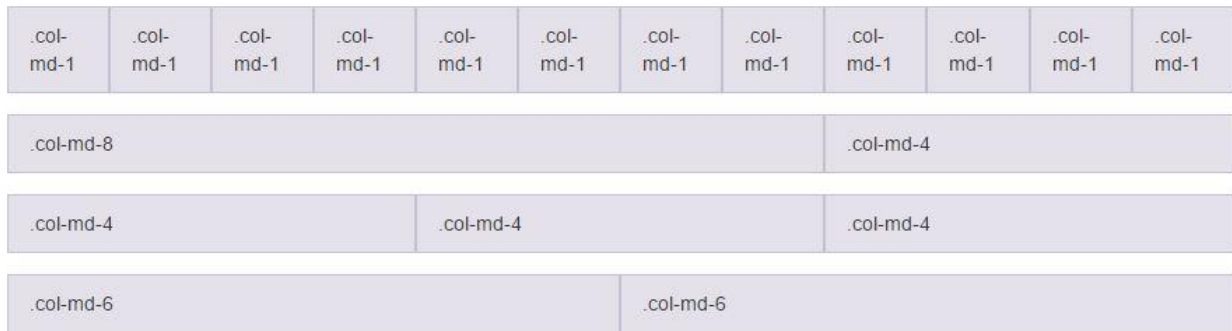 .col- .col- .col- .col- .col- .col- .col- .col- .col- .col- .col- .col-
md-1 md-1 md-1 md-1 md-1 md-1 md-1 md-1 md-1 md-1 md-1 md-1
.col-md-8 .col-md-4
.col-md-4 .col-md-4 .col-md-4
.col-md-6 .col-md-6